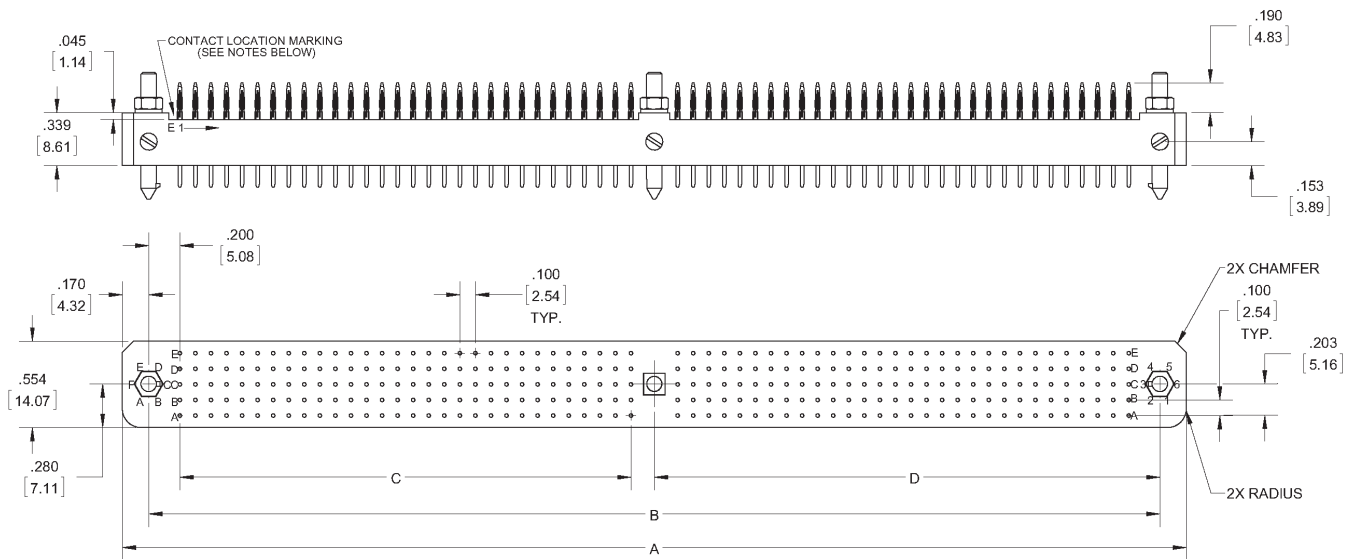 .045
[1.14]
CONTACT LOCATION MARKING
(SEE NOTES BELOW)
.190
[4.83]
.339
[8.61]
E 1
.153
[3.89]
.200
[5.08]
.170
[4.32]
.100
[2.54]
TYP.
2X CHAMFER
.100
[2.54]
TYP.
.203
[5.16]
.554
[14.07]
.280
[7.11]
E D
F C
A B
E
D
C
B
A
E
D
C
B
A
4 5
3 6
2 1
C
D
2X RADIUS
B
A